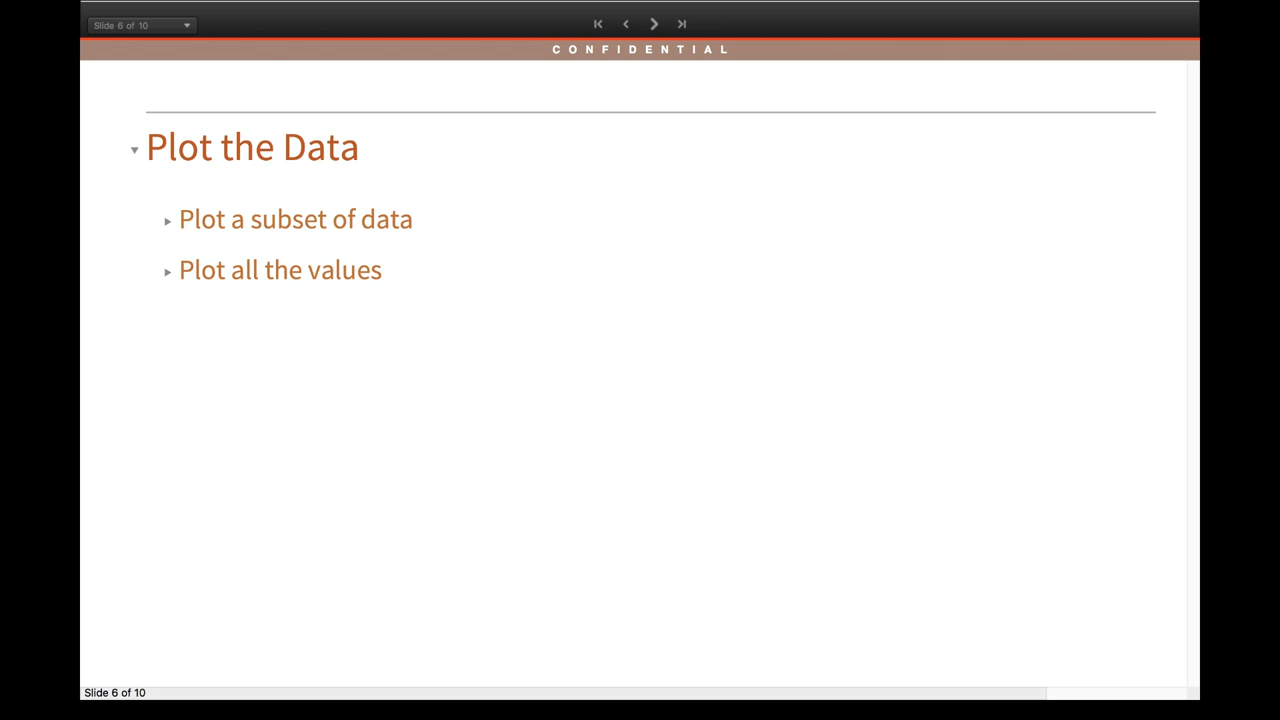 Slide 6 of 10
CONFIDENTIAL
Plot the Data
Plot a subset of data
Plot all the values
Slide 6 of 10